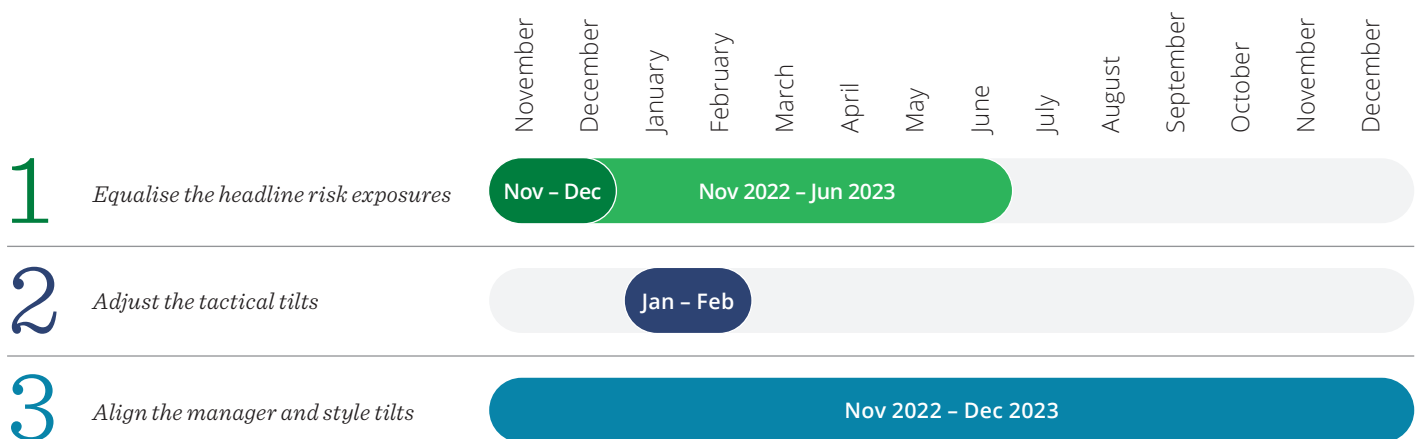 November
December
January
February
March
April
May
June
July
August
September
October
November
December
1 Equalise the headline risk exposures Nov – Dec Nov 2022 – Jun 2023
2 Adjust the tactical tilts Jan – Feb
3 Align the manager and style tilts Nov 2022 – Dec 2023